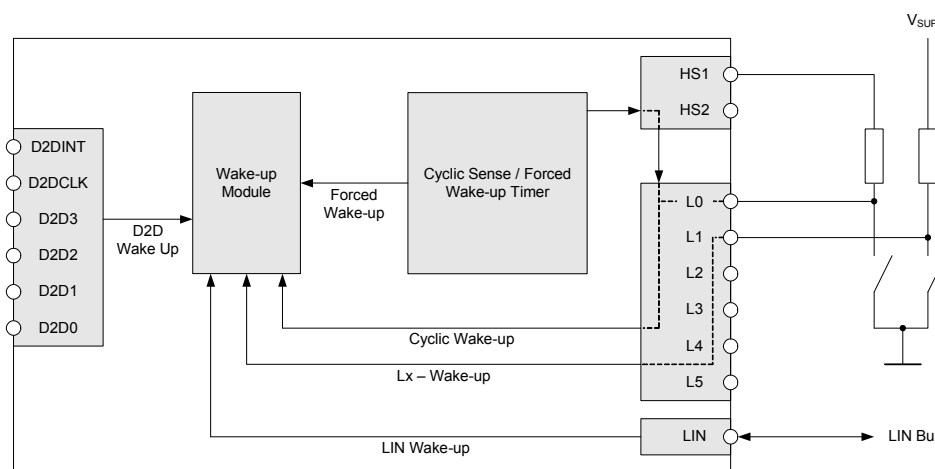 VSUP
HS1
HS2
D2DINT
D2DCLK
D2D3
D2D2
D2D1
D2D0
D2D
Wake Up
Wake-up
Module
Forced
Wake-up
Cyclic Sense / Forced
Wake-up Timer
L0
L1
L2
L3
L4
L5
Cyclic Wake-up
Lx – Wake-up
LIN Wake-up
LIN
LIN Bu